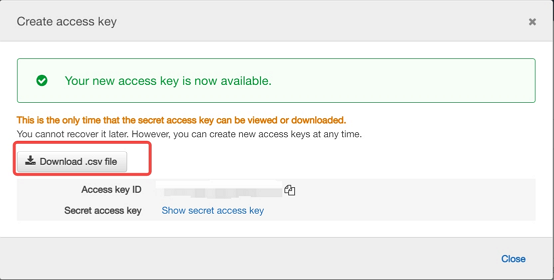 Create access key
Your new access key is now available.
This is the only time that the secret access key can be viewed or downloaded.
You cannot recover it later. However, you can create new access keys at any time.
Download .csv file
Access key ID
Secret access key Show secret access key
Close